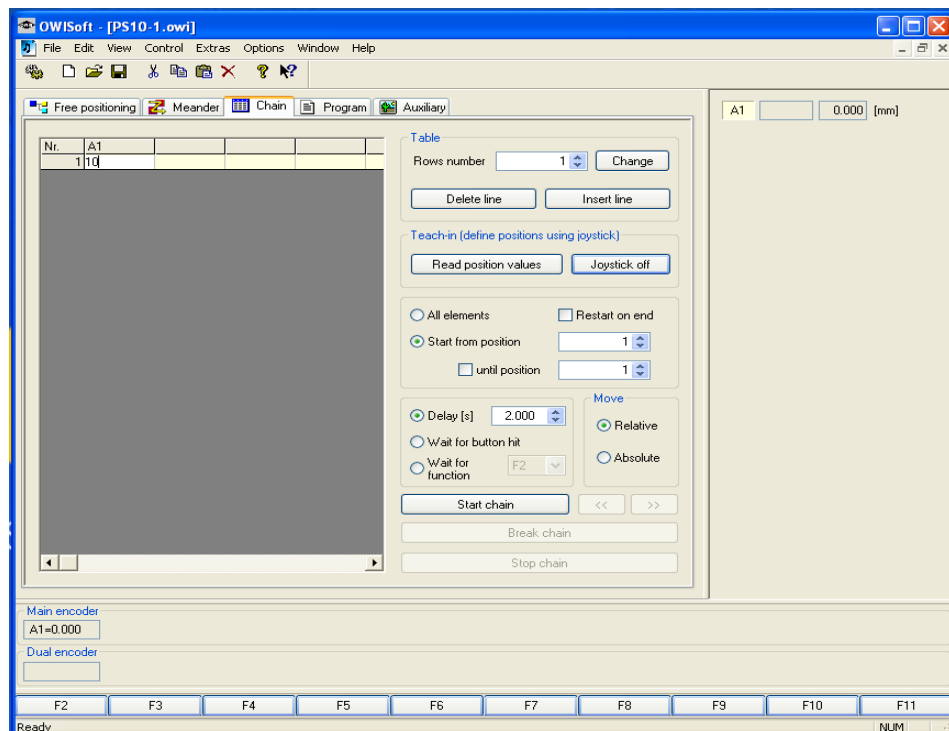 OWISoft - [PS10-1.owi]
File Edit View Control Extras Options Window Help
Free positioning Meander Chain Program Auxiliary
A1 0.000 [mm]
Nr. A1
1 10
Table
Rows number 1 Change
Delete line Insert line
Teach-in (define positions using joystick)
Read position values Joystick off
All elements Restart on end
Start from position 1
until position 1
Delay [s] 2.000
Wait for button hit
Wait for function F2
Move
Relative
Absolute
Start chain << >>
Break chain
Stop chain
Main encoder
A1=0.000
Dual encoder
F2 F3 F4 F5 F6 F7 F8 F9 F10 F11
Ready NUM